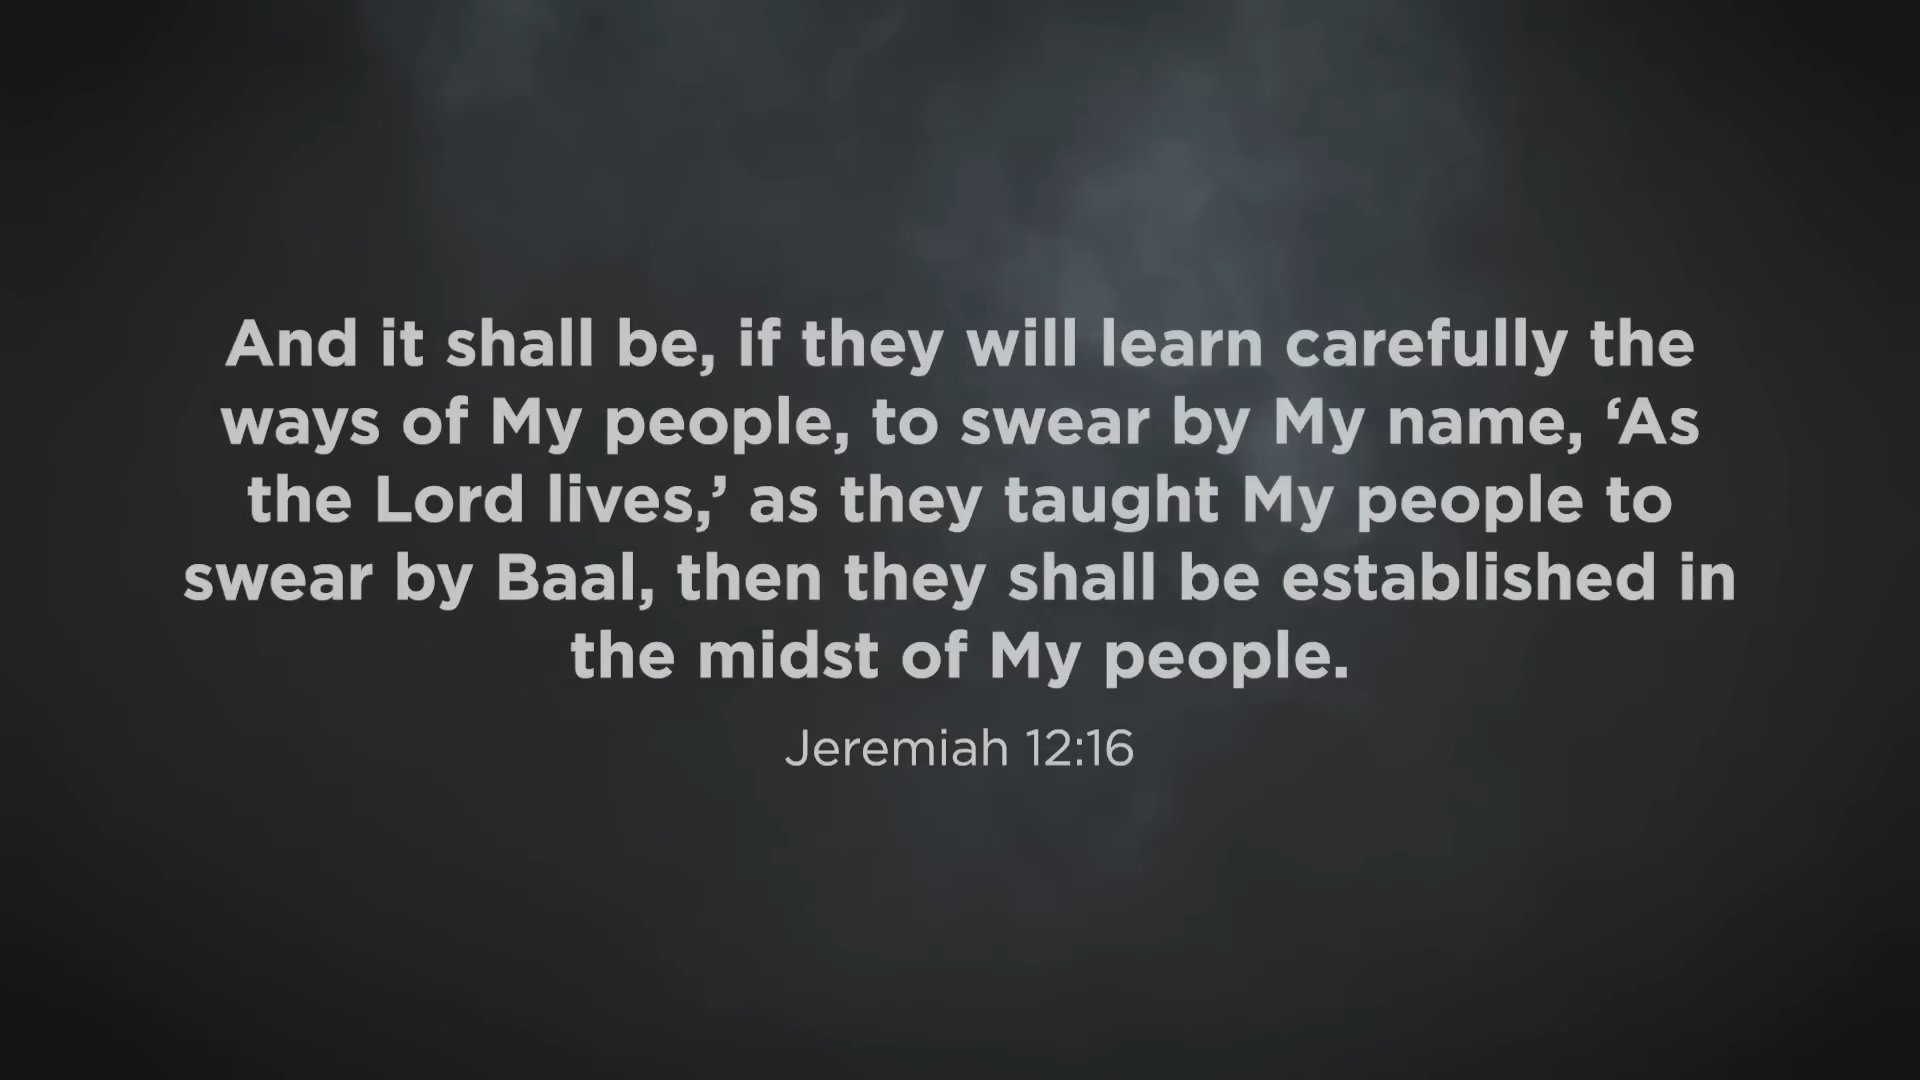 And it shall be, if they will learn carefully the
ways of My people, to swear by My name, ‘As
the Lord lives,’ as they taught My people to
swear by Baal, then they shall be established in
the midst of My people.
Jeremiah 12:16